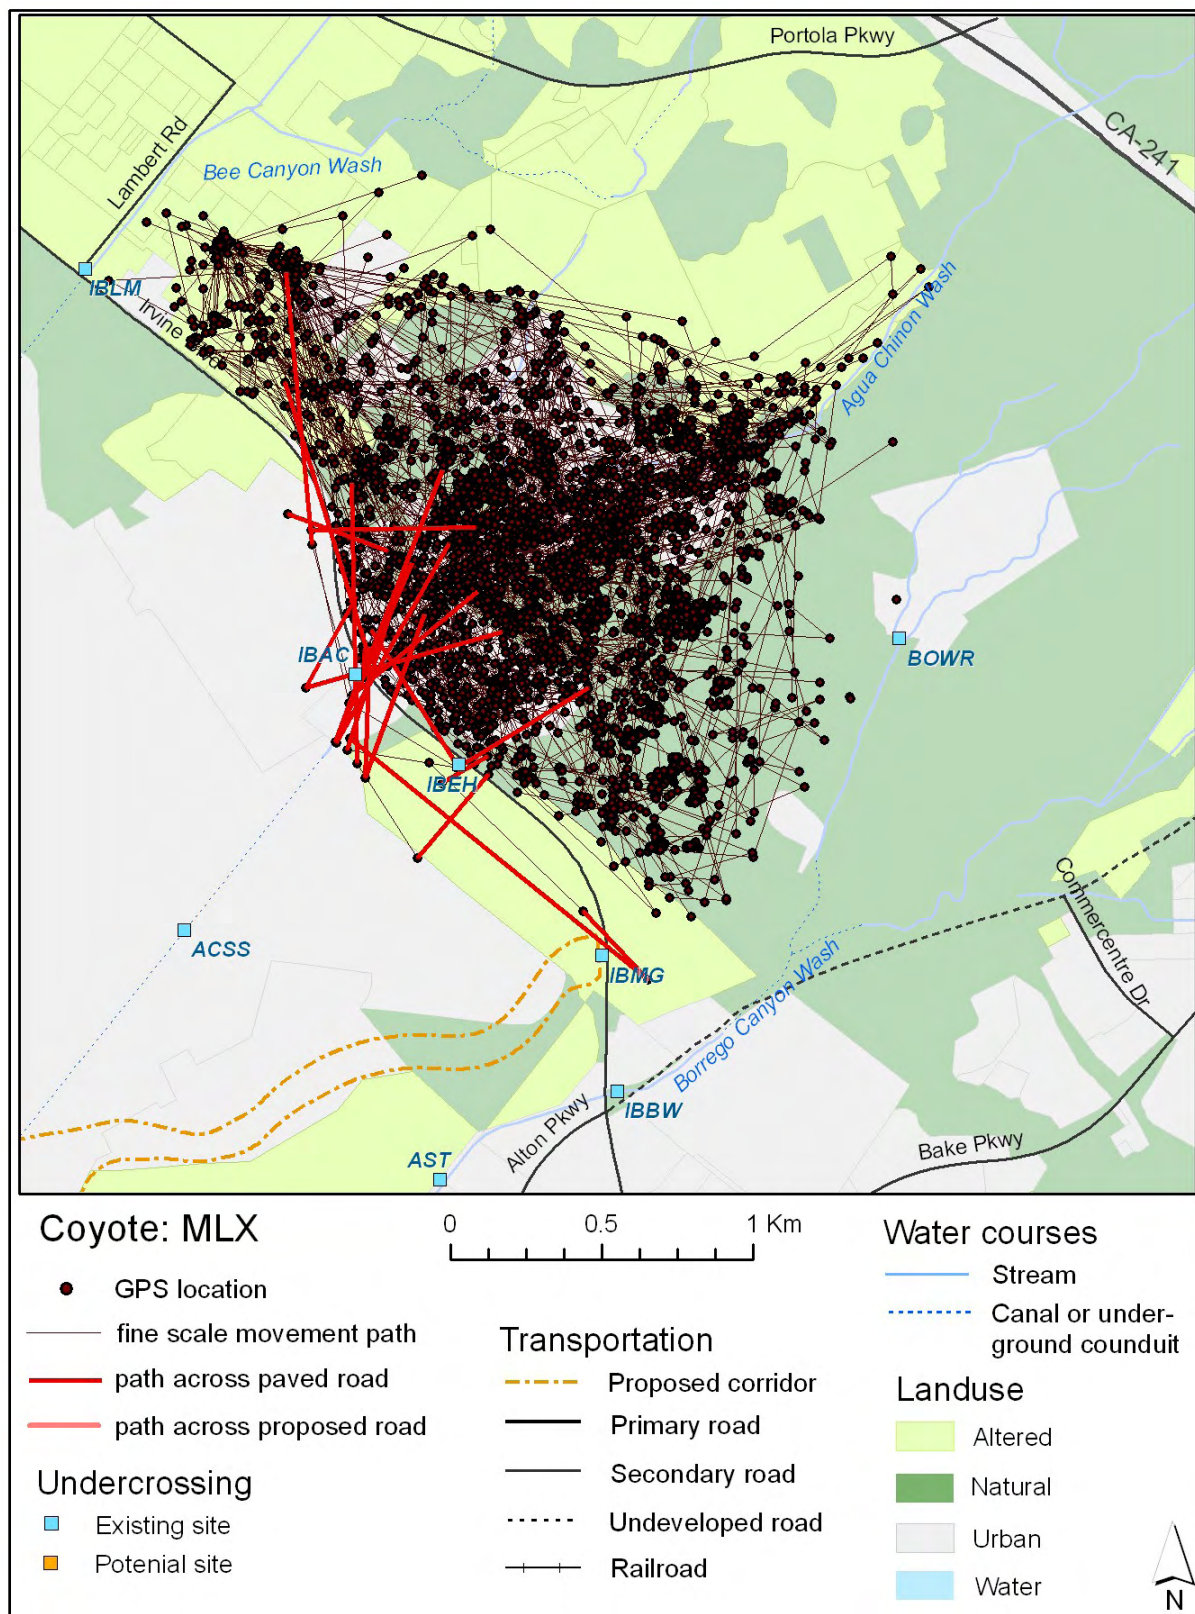 Portola Pkwy
CA-241
Lambert Rd
Bee Canyon Wash
IBLM
Irvine
Agua Chinon Wash
IBAC
BOWR
IBEH
ACSS
IBMG
Commercentre Dr
Borrego Canyon Wash
IBBW
Alton Pkwy
Bake Pkwy
AST
Coyote: MLX
GPS location
fine scale movement path
path across paved road
path across proposed road
Undercrossing
Existing site
Potenial site
0 0.5 1 Km
Transportation
Proposed corridor
Primary road
Secondary road
Undeveloped road
Railroad
Water courses
Stream
Canal or under-
ground counduit
Landuse
Altered
Natural
Urban
Water
N